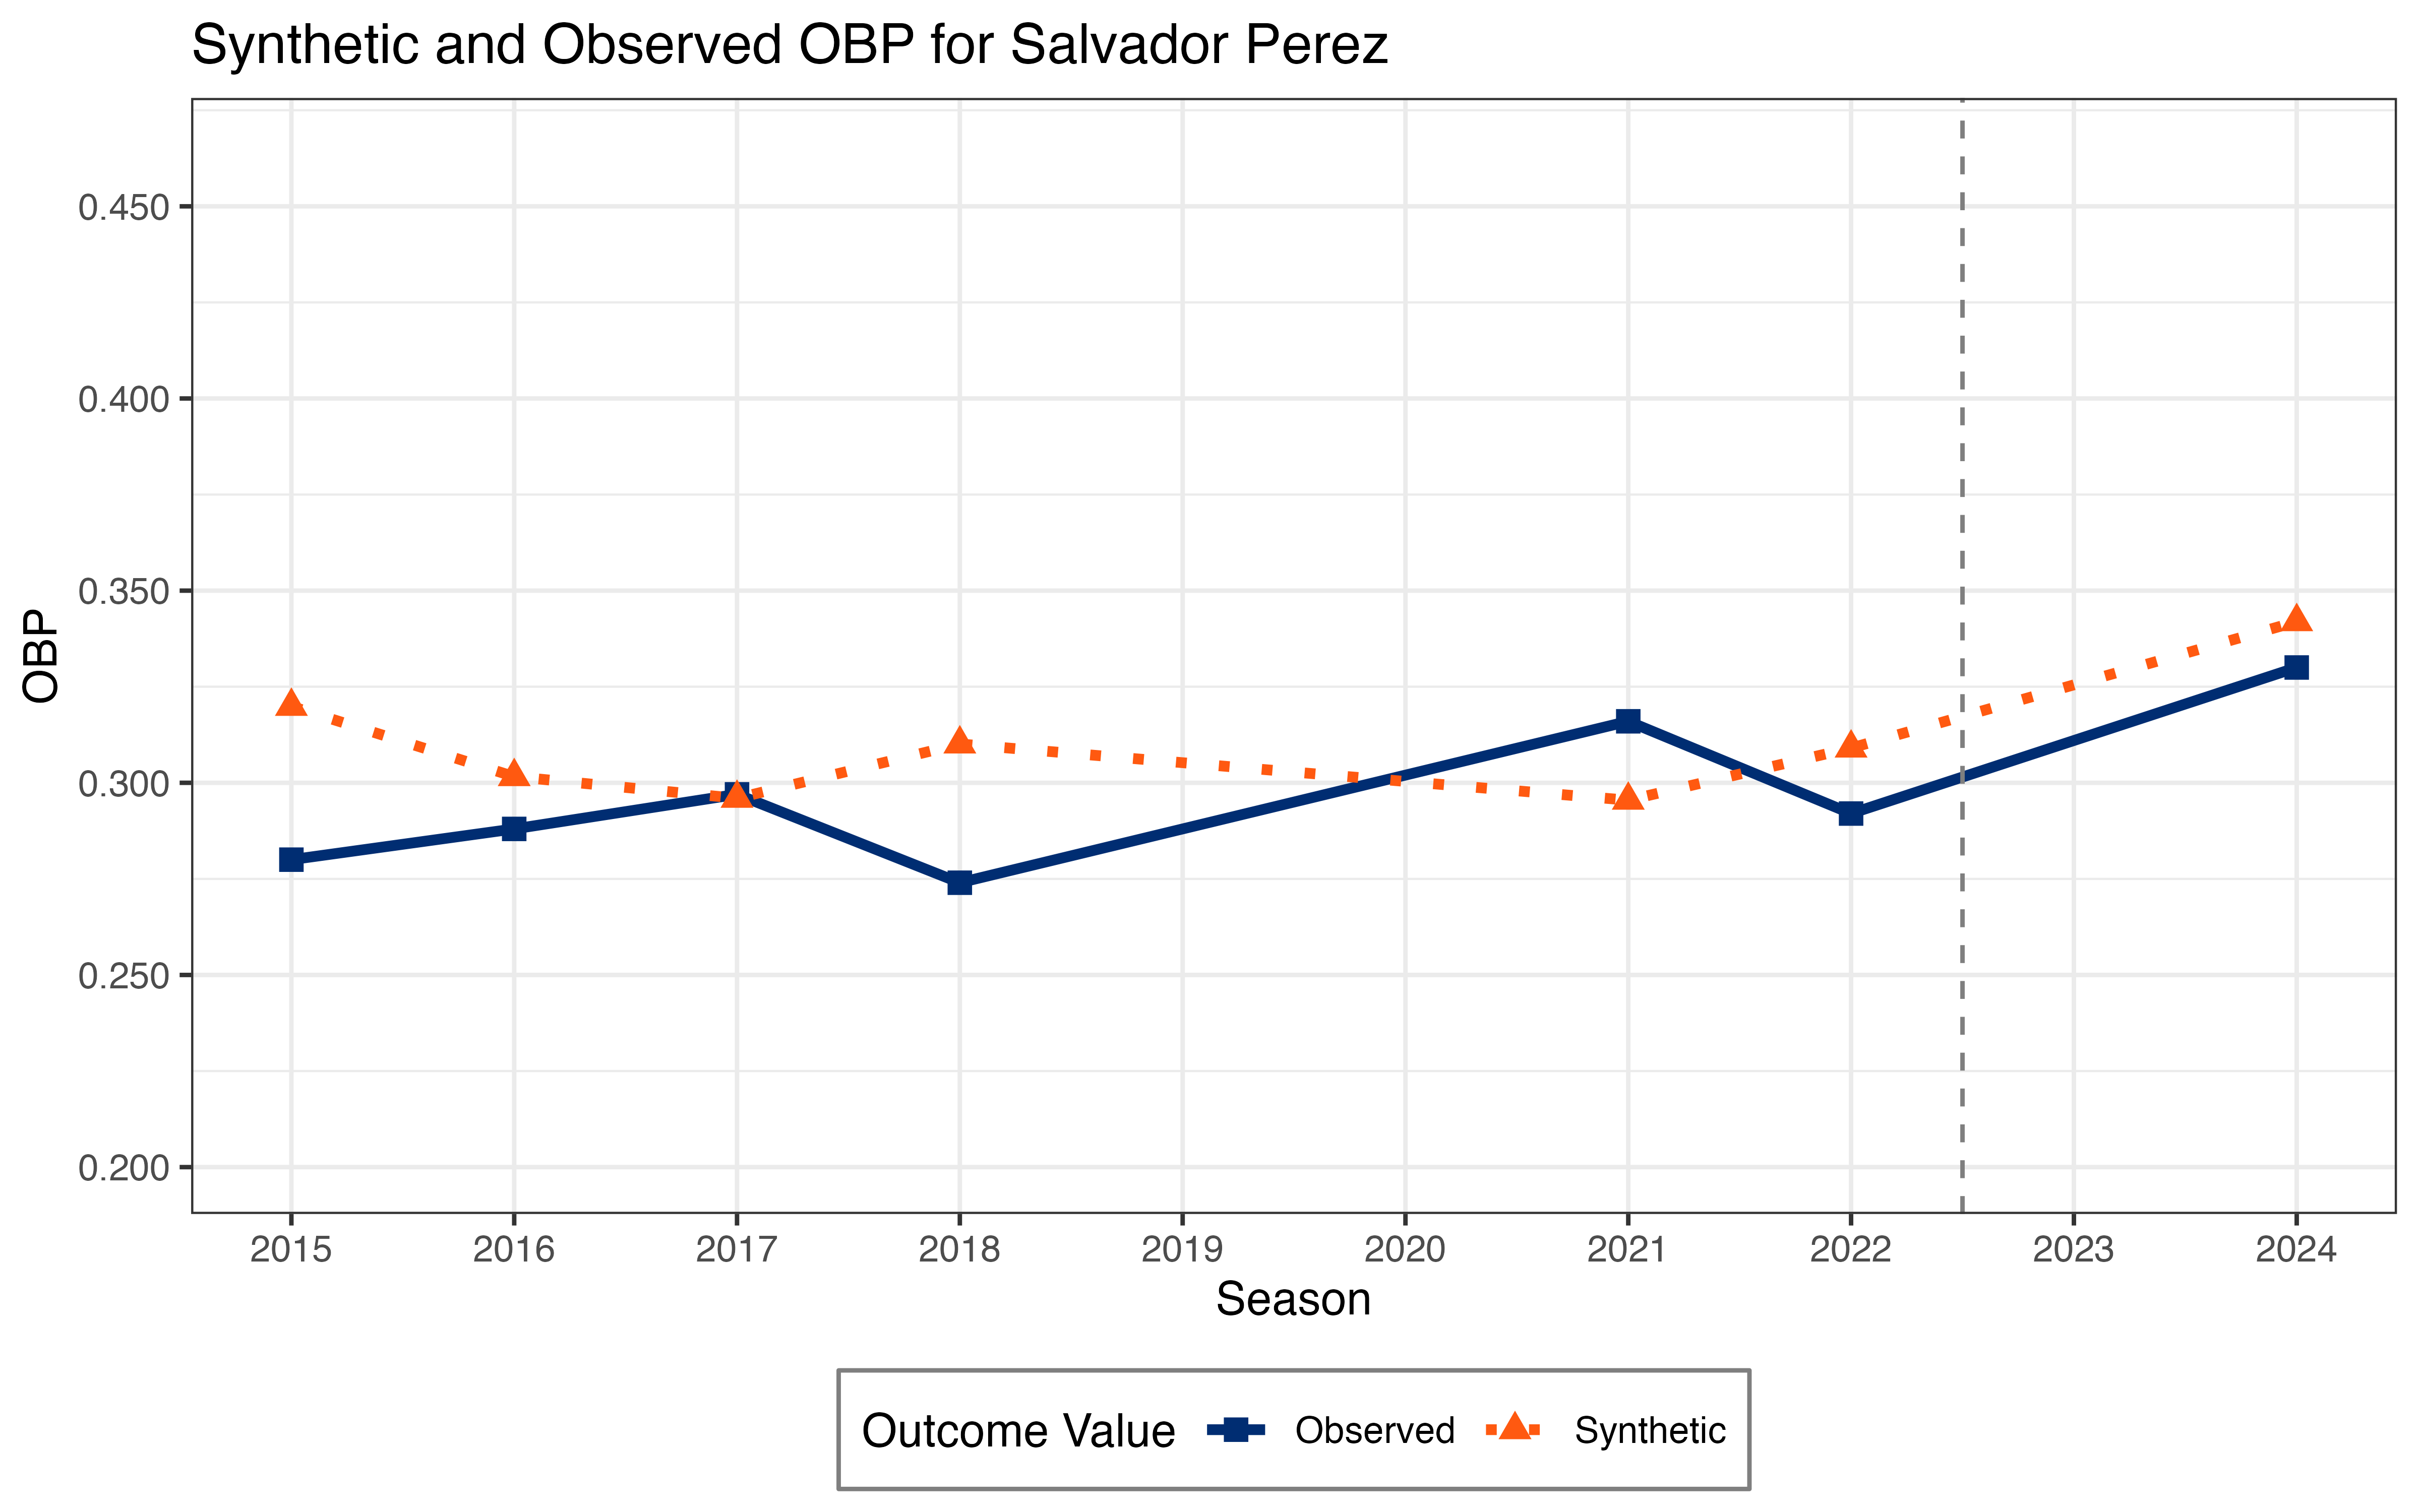 Synthetic and Observed OBP for Salvador Perez
OBP
0.450
0.400
0.350
0.300
0.250
0.200
2015 2016 2017 2018 2019 2020 2021 2022 2023 2024
Season
Outcome Value Observed Synthetic